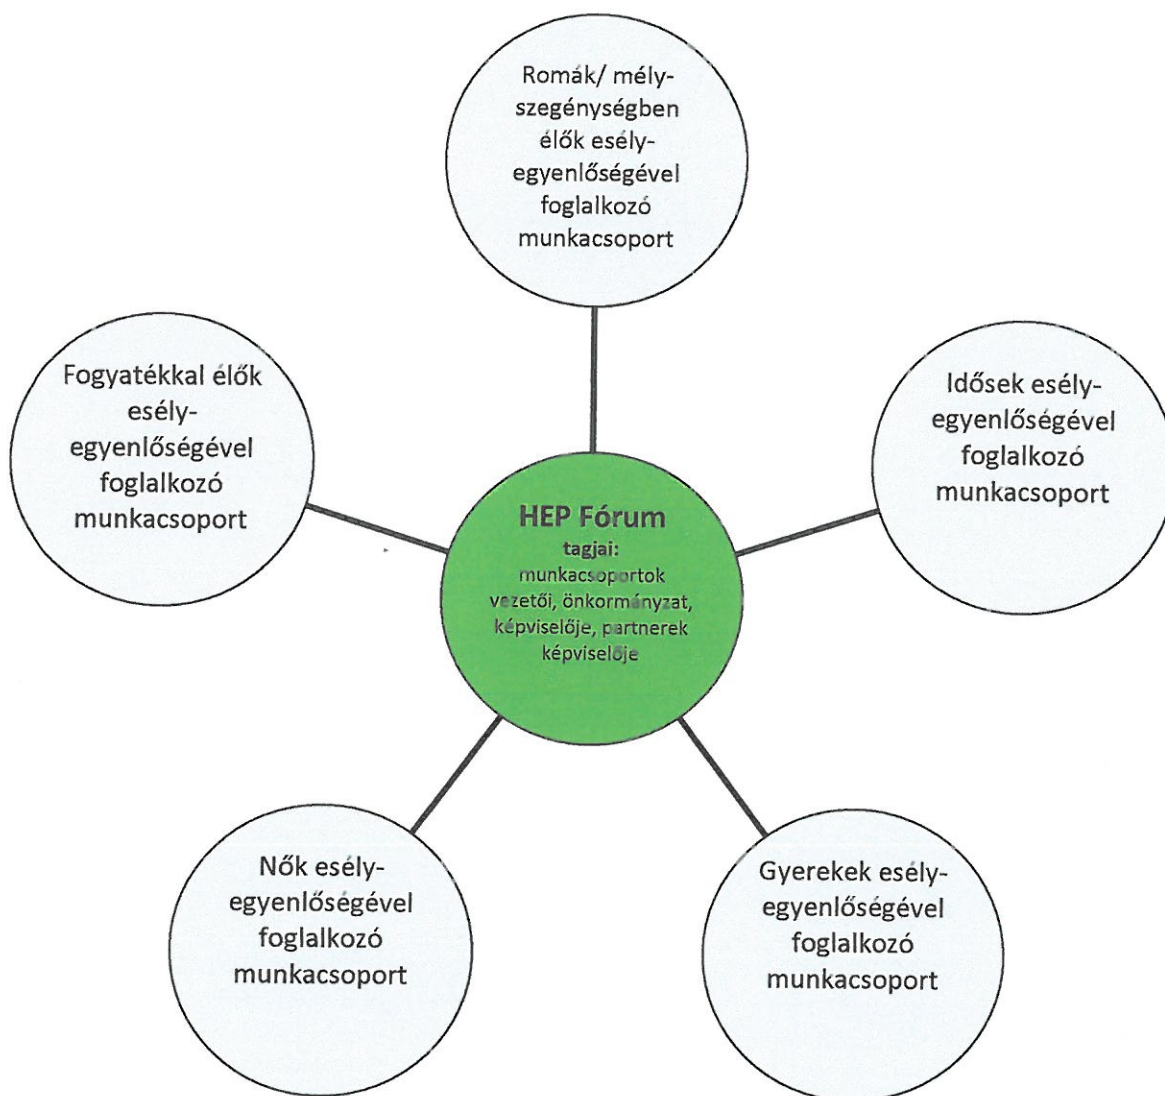 Romák/ mély-
szegénységben
élők esély-
egyenlőségével
foglalkozó
munkacsoport
Fogyatékkal élők
esély-
egyenlőségével
foglalkozó
munkacsoport
Idősek esély-
egyenlőségével
foglalkozó
munkacsoport
HEP Fórum
tagjai:
munkacsoportok
vezetői, önkormányzat,
képviselője, partnerek
képviselője
Nők esély-
egyenlőségével
foglalkozó
munkacsoport
Gyerekek esély-
egyenlőségével
foglalkozó
munkacsoport